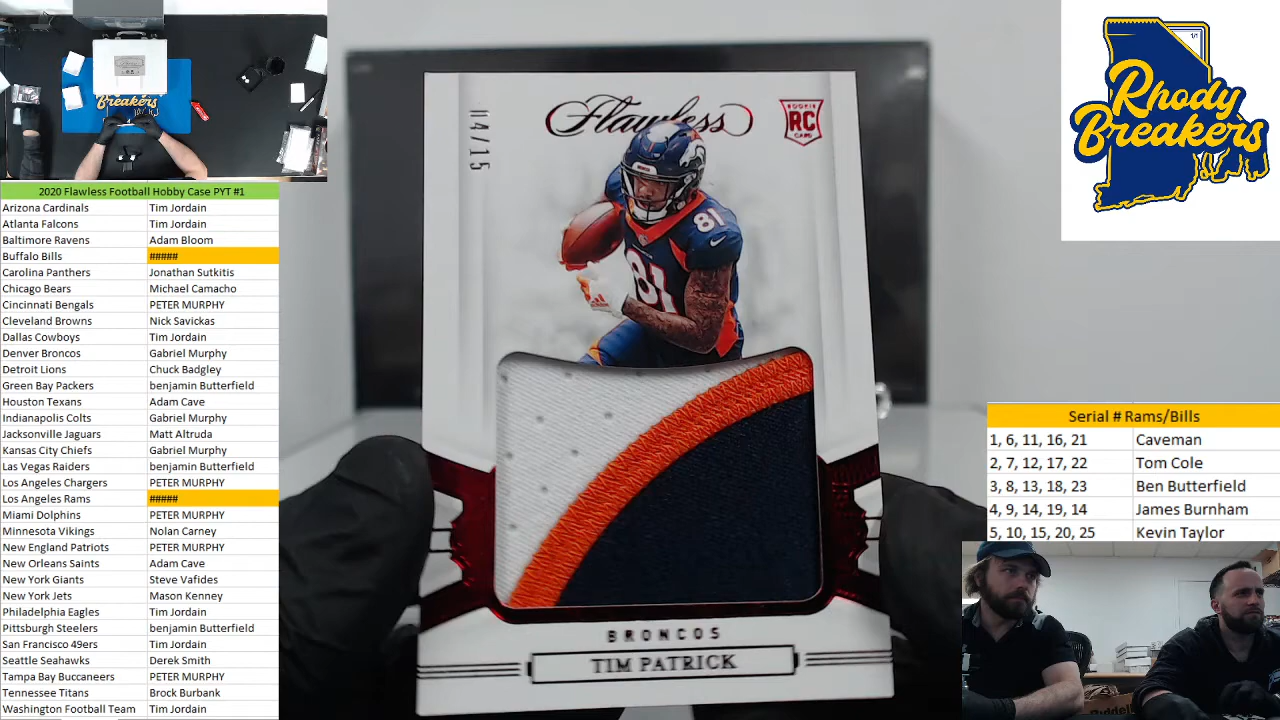 Breakers
2020 Flawless Football Hobby Case PYT #1
Arizona Cardinals Tim Jordain
Atlanta Falcons Tim Jordain
Baltimore Ravens Adam Bloom
Buffalo Bills #####
Carolina Panthers Jonathan Sutkitis
Chicago Bears Michael Camacho
Cincinnati Bengals PETER MURPHY
Cleveland Browns Nick Savickas
Dallas Cowboys Tim Jordain
Denver Broncos Gabriel Murphy
Detroit Lions Chuck Badgley
Green Bay Packers benjamin Butterfield
Houston Texans Adam Cave
Indianapolis Colts Gabriel Murphy
Jacksonville Jaguars Matt Altruda
Kansas City Chiefs Gabriel Murphy
Las Vegas Raiders benjamin Butterfield
Los Angeles Chargers PETER MURPHY
Los Angeles Rams #####
Miami Dolphins PETER MURPHY
Minnesota Vikings Nolan Carney
New England Patriots PETER MURPHY
New Orleans Saints Adam Cave
New York Giants Steve Vafides
New York Jets Mason Kenney
Philadelphia Eagles Tim Jordain
Pittsburgh Steelers benjamin Butterfield
San Francisco 49ers Tim Jordain
Seattle Seahawks Derek Smith
Tampa Bay Buccaneers PETER MURPHY
Tennessee Titans Brock Burbank
Washington Football Team Tim Jordain
04/15
Flawless
ROOKIE
RC
CARD
81
81
BRONCOS
TIM PATRICK
1/1
Rhody
Breakers
Serial # Rams/Bills
1, 6, 11, 16, 21 Caveman
2, 7, 12, 17, 22 Tom Cole
3, 8, 13, 18, 23 Ben Butterfield
4, 9, 14, 19, 14 James Burnham
5, 10, 15, 20, 25 Kevin Taylor